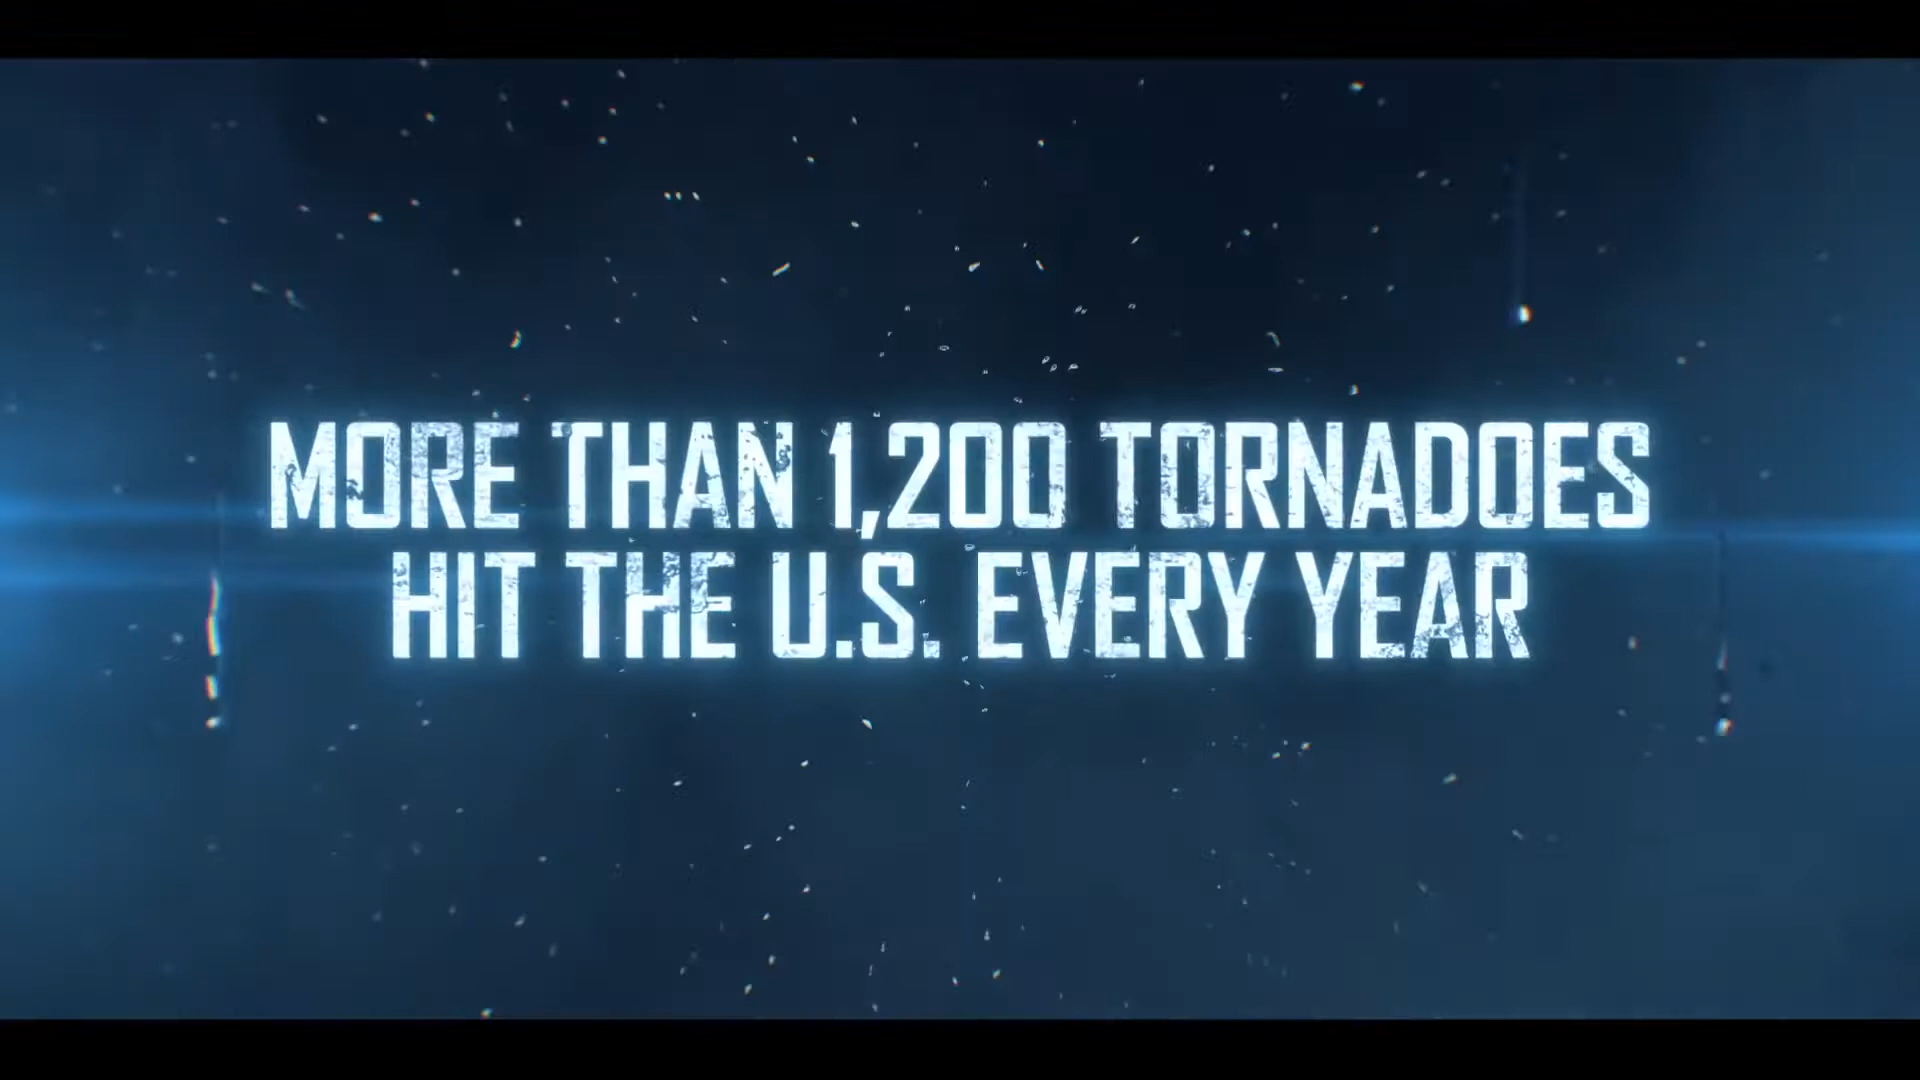 MORE THAN 1,200 TORNADOES
HIT THE U.S. EVERY YEAR